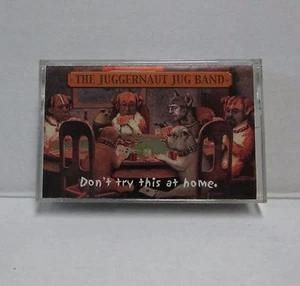 THE JUGGERNAUT JUG BAND
Don't try this at home.